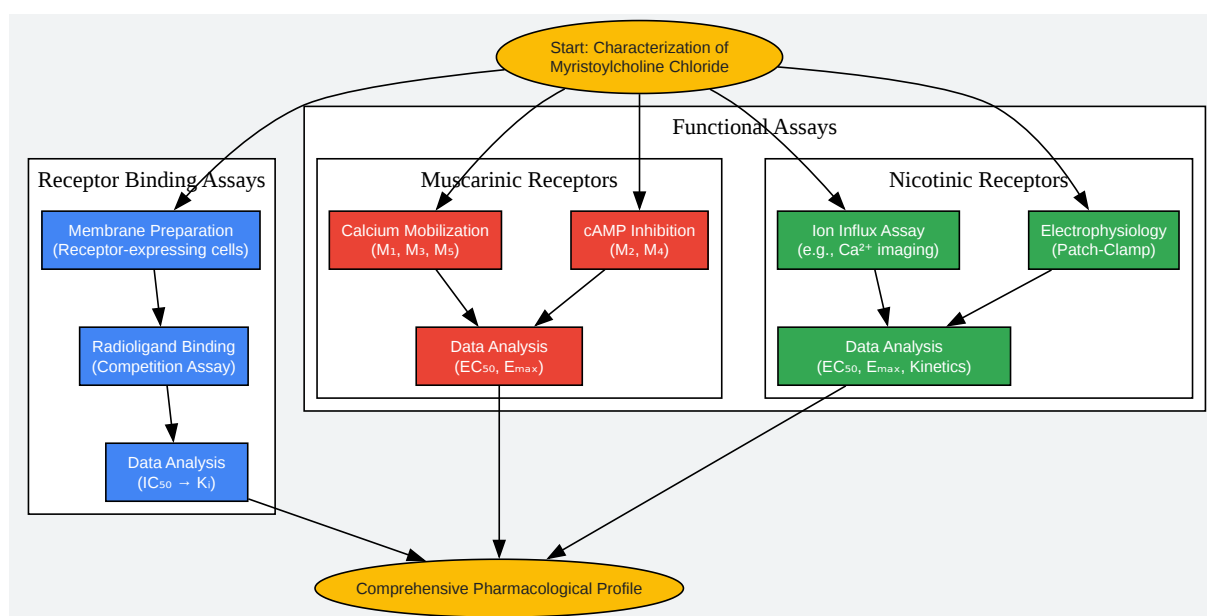 Start: Characterization of
Myristoylcholine Chloride
Functional Assays
Receptor Binding Assays
Muscarinic Receptors
Nicotinic Receptors
Membrane Preparation
(Receptor-expressing cells)
Calcium Mobilization
(M₁, M₃, M₅)
cAMP Inhibition
(M₂, M₄)
Ion Influx Assay
(e.g., Ca²⁺ imaging)
Electrophysiology
(Patch-Clamp)
Radioligand Binding
(Competition Assay)
Data Analysis
(EC₅₀, Eₘₐₓ)
Data Analysis
(EC₅₀, Eₘₐₓ, Kinetics)
Data Analysis
(IC₅₀ → Kᵢ)
Comprehensive Pharmacological Profile